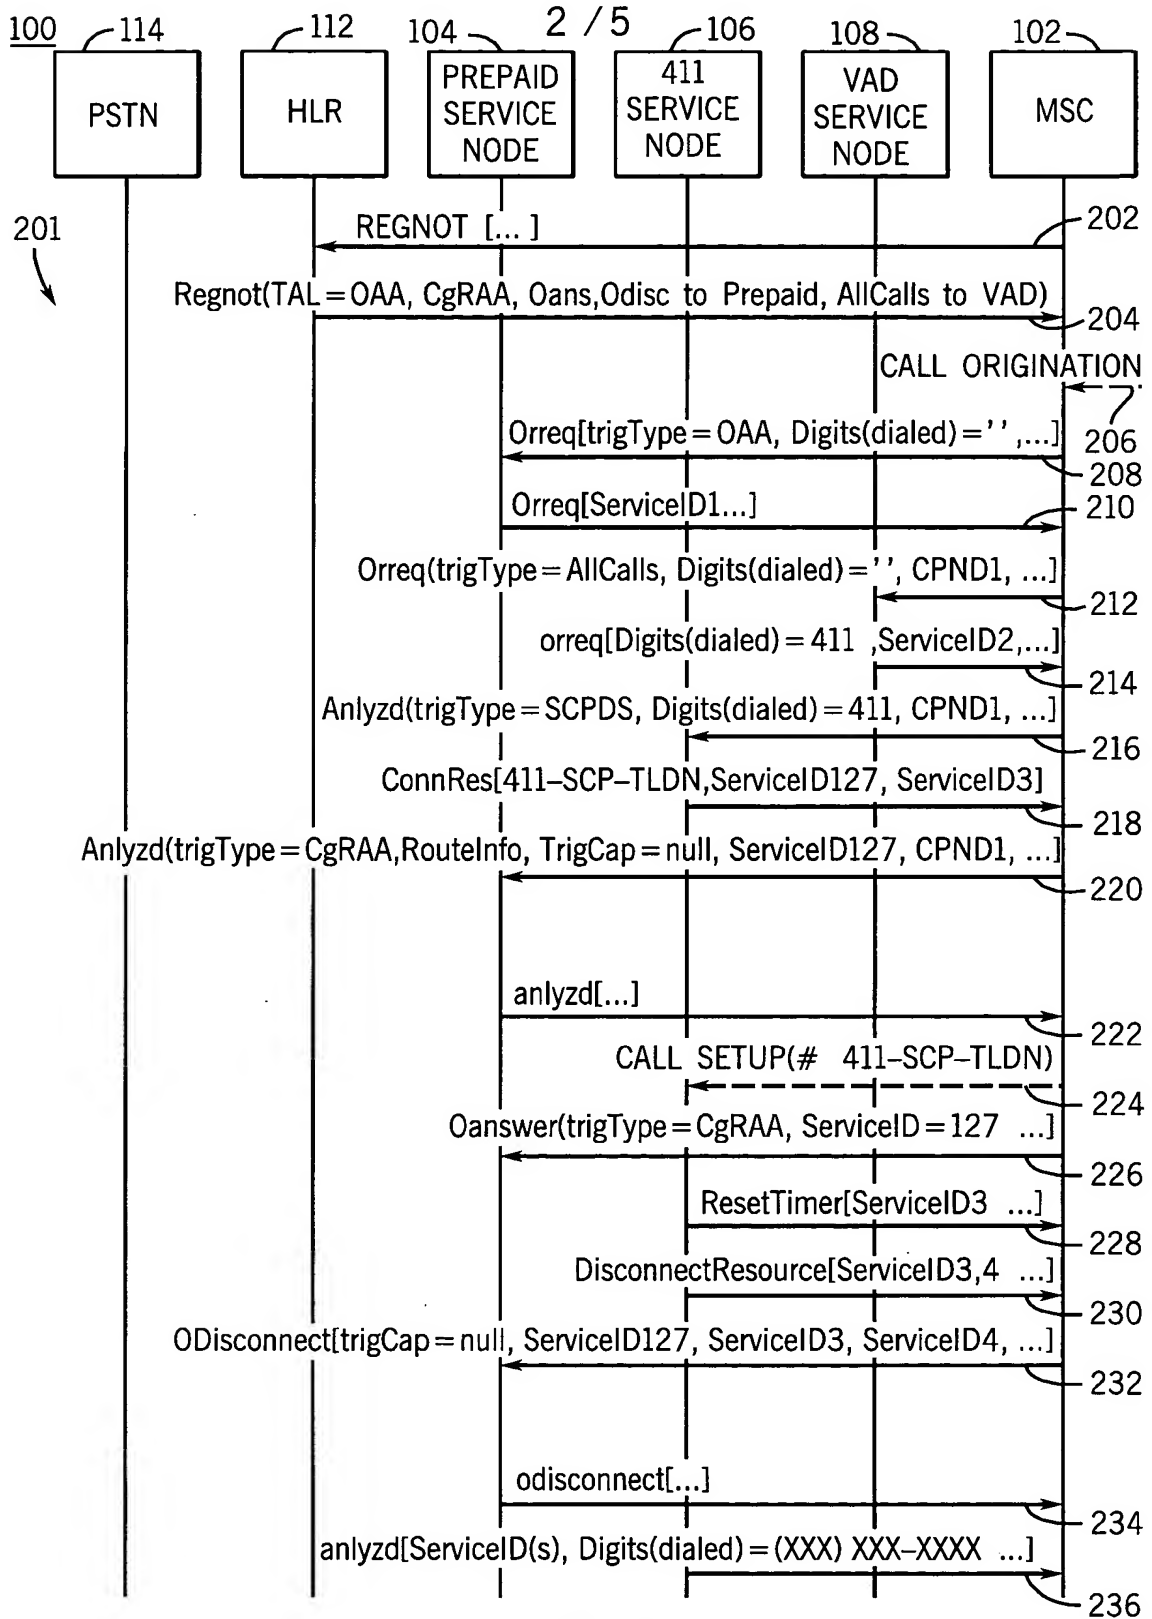 2 / 5
100
114
112
104
106
108
102
PSTN
HLR
PREPAID
SERVICE
NODE
411
SERVICE
NODE
VAD
SERVICE
NODE
MSC
201
REGNOT [... ]
202
Regnot(TAL=OAA, CgRAA, Oans,Odisc to Prepaid, AllCalls to VAD)
204
CALL ORIGINATION
206
Orreq[trigType=OAA, Digits(dialed)='',...]
208
Orreq[ServiceID1...]
210
Orreq(trigType=AllCalls, Digits(dialed)='', CPND1, ...]
212
orreq[Digits(dialed)=411 ,ServiceID2,...]
214
Anlyzd(trigType=SCPDS, Digits(dialed)=411, CPND1, ...]
216
ConnRes[411-SCP-TLDN,ServiceID127, ServiceID3]
218
Anlyzd(trigType=CgRAA,RouteInfo, TrigCap=null, ServiceID127, CPND1, ...]
220
anlyzd[...]
222
CALL SETUP(# 411-SCP-TLDN)
224
Oanswer(trigType=CgRAA, ServiceID=127 ...]
226
ResetTimer[ServiceID3 ...]
228
DisconnectResource[ServiceID3,4 ...]
230
ODisconnect[trigCap=null, ServiceID127, ServiceID3, ServiceID4, ...]
232
odisconnect[...]
234
anlyzd[ServiceID(s), Digits(dialed)=(XXX) XXX-XXXX ...]
236